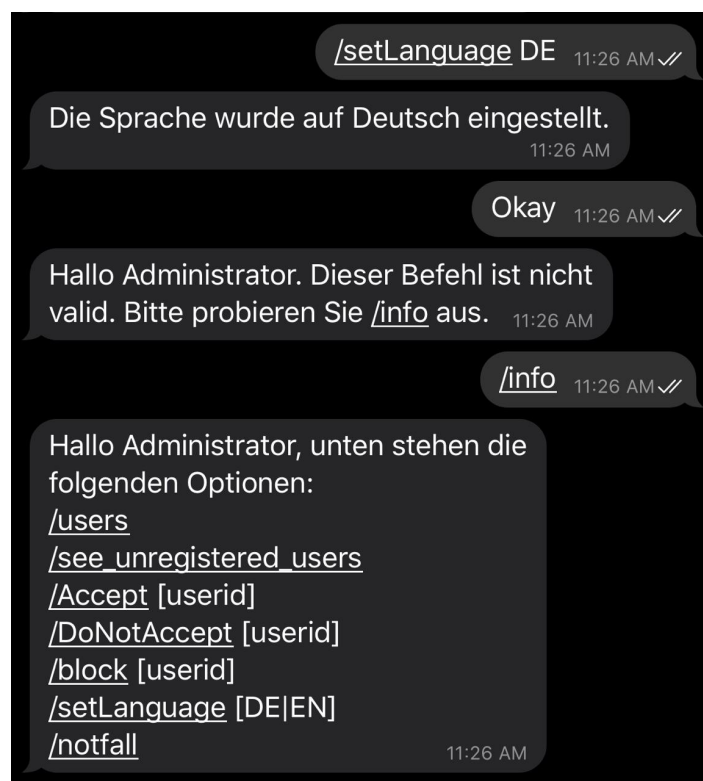 /setLanguage DE 11:26 AM
Die Sprache wurde auf Deutsch eingestellt.
11:26 AM
Okay 11:26 AM
Hallo Administrator. Dieser Befehl ist nicht
valid. Bitte probieren Sie /info aus. 11:26 AM
/info 11:26 AM
Hallo Administrator, unten stehen die
folgenden Optionen:
/users
/see_unregistered_users
/Accept [userid]
/DoNotAccept [userid]
/block [userid]
/setLanguage [DE|EN]
/notfall 11:26 AM